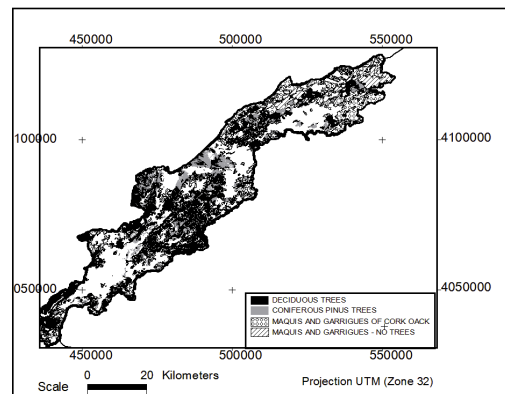 450000 500000 550000
100000 4100000
050000 4050000
DECIDUOUS TREES
CONIFEROUS PINUS TREES
MAQUIS AND GARRIGUES OF CORK OACK
MAQUIS AND GARRIGUES - NO TREES
450000 500000 550000
0 20 Kilometers
Scale
Projection UTM (Zone 32)